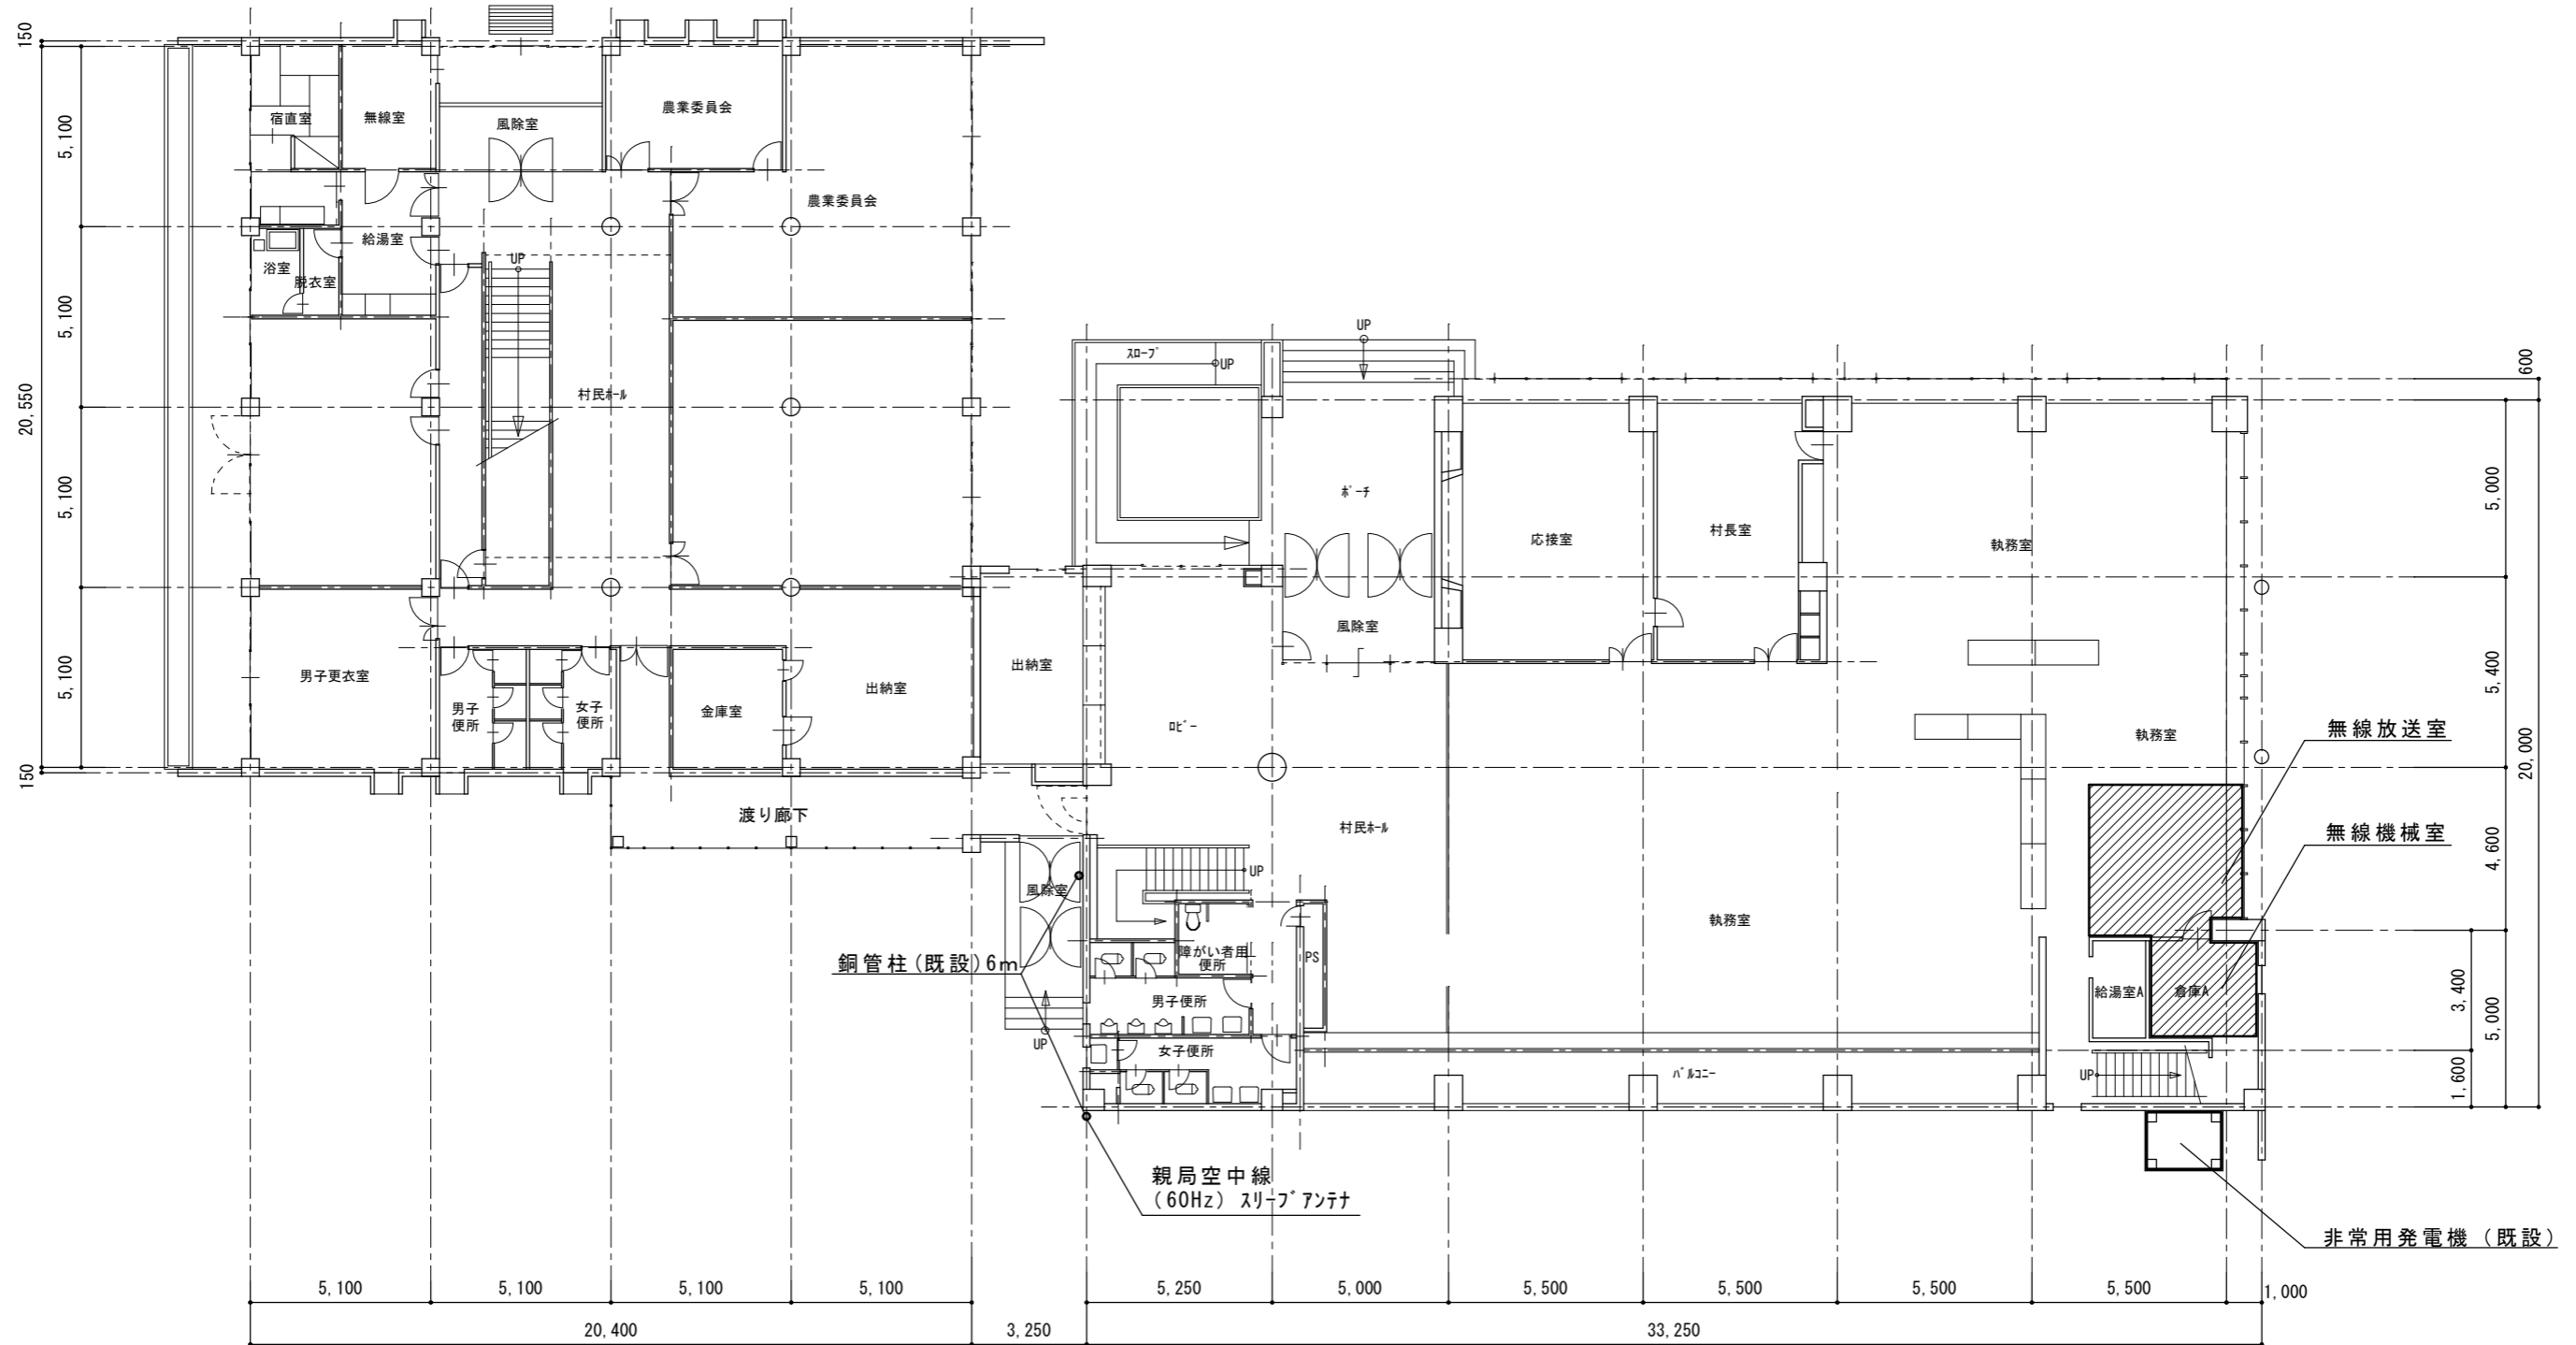 150
5,100
5,100
20,550
5,100
5,100
150
宿直室
無線室
風除室
農業委員会
農業委員会
給湯室
浴室
脱衣室
UP
村民ﾎｰﾙ
男子更衣室
男子
便所
女子
便所
金庫室
出納室
出納室
渡り廊下
ｽﾛｰﾌﾟ
UP
UP
ﾎﾟｰﾁ
風除室
応接室
村長室
執務室
ﾛﾋﾞｰ
執務室
村民ﾎｰﾙ
執務室
風除室
UP
UP
障がい者用
便所
PS
男子便所
女子便所
給湯室A
倉庫A
ﾊﾞﾙｺﾆｰ
UP
無線放送室
無線機械室
銅管柱(既設)6m
親局空中線
(60Hz) ｽﾘｰﾌﾞｱﾝﾃﾅ
非常用発電機 (既設)
600
5,000
5,400
20,000
4,600
3,400
5,000
1,600
5,100
5,100
5,100
5,100
5,250
5,000
5,500
5,500
5,500
5,500
1,000
20,400
3,250
33,250